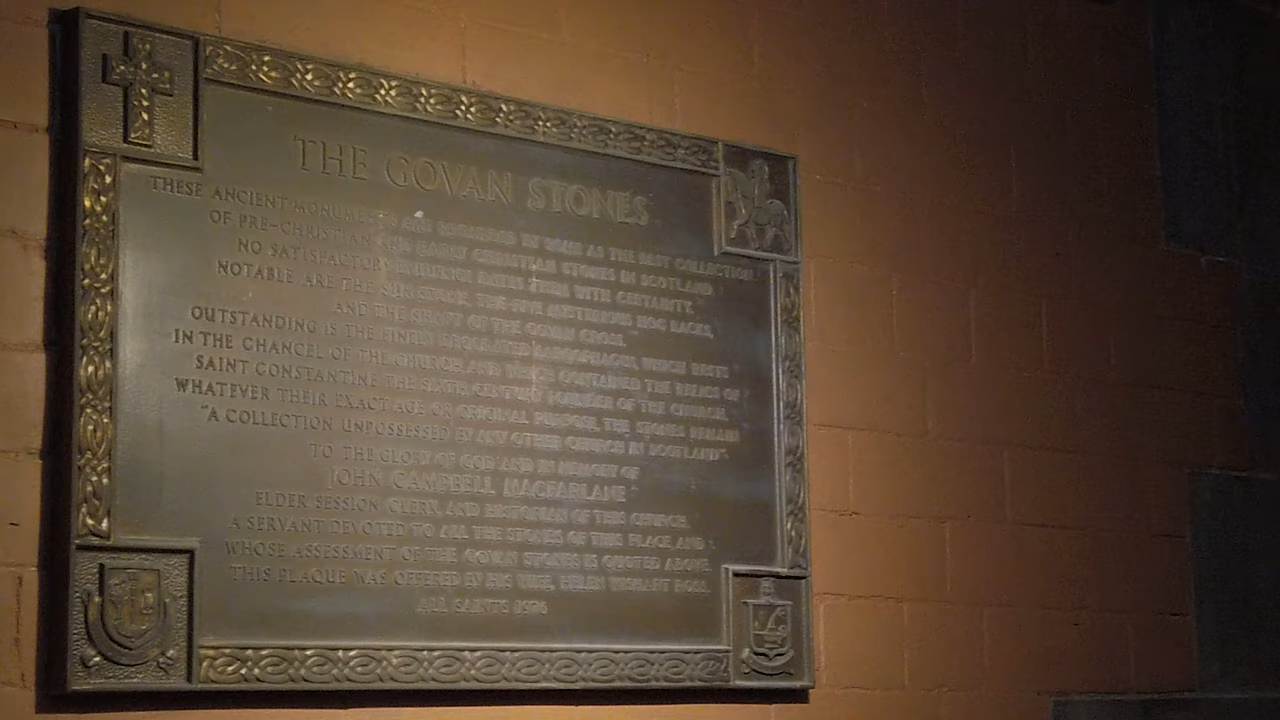 THE GOVAN STONES
THESE ANCIENT MONUMENTS ARE REGARDED BY SOME AS THE BEST COLLECTION
OF PRE-CHRISTIAN AND EARLY CHRISTIAN STONES IN SCOTLAND
NO SATISFACTORY THEM WITH CERTAINTY.
NOTABLE ARE THE SUN STONE, THE FIVE MYSTERIOUS HOG BACKS,
AND THE SHAFT OF THE GOVAN CROSS.
OUTSTANDING IS THE FINELY DECORATED SARCOPHAGUS, WHICH RESTS
IN THE CHANCEL OF THE CHURCH AND WHICH CONTAINED THE RELICS OF
SAINT CONSTANTINE THE SIXTH CENTURY FOUNDER OF THE CHURCH.
WHATEVER THEIR EXACT AGE OR ORIGINAL PURPOSE, THE STONES REMAIN
"A COLLECTION UNPOSSESSED BY ANY OTHER CHURCH IN SCOTLAND".
TO THE GLORY OF GOD AND IN MEMORY OF
JOHN CAMPBELL MACFARLANE
ELDER SESSION CLERK AND HISTORIAN OF THIS CHURCH.
A SERVANT DEVOTED TO ALL THE STONES OF THIS PLACE AND
WHOSE ASSESSMENT OF THE GOVAN STONES IS QUOTED ABOVE
THIS PLAQUE WAS OFFERED BY HIS WIFE, HELEN WISHART ROSS.
ALL SAINTS 1976